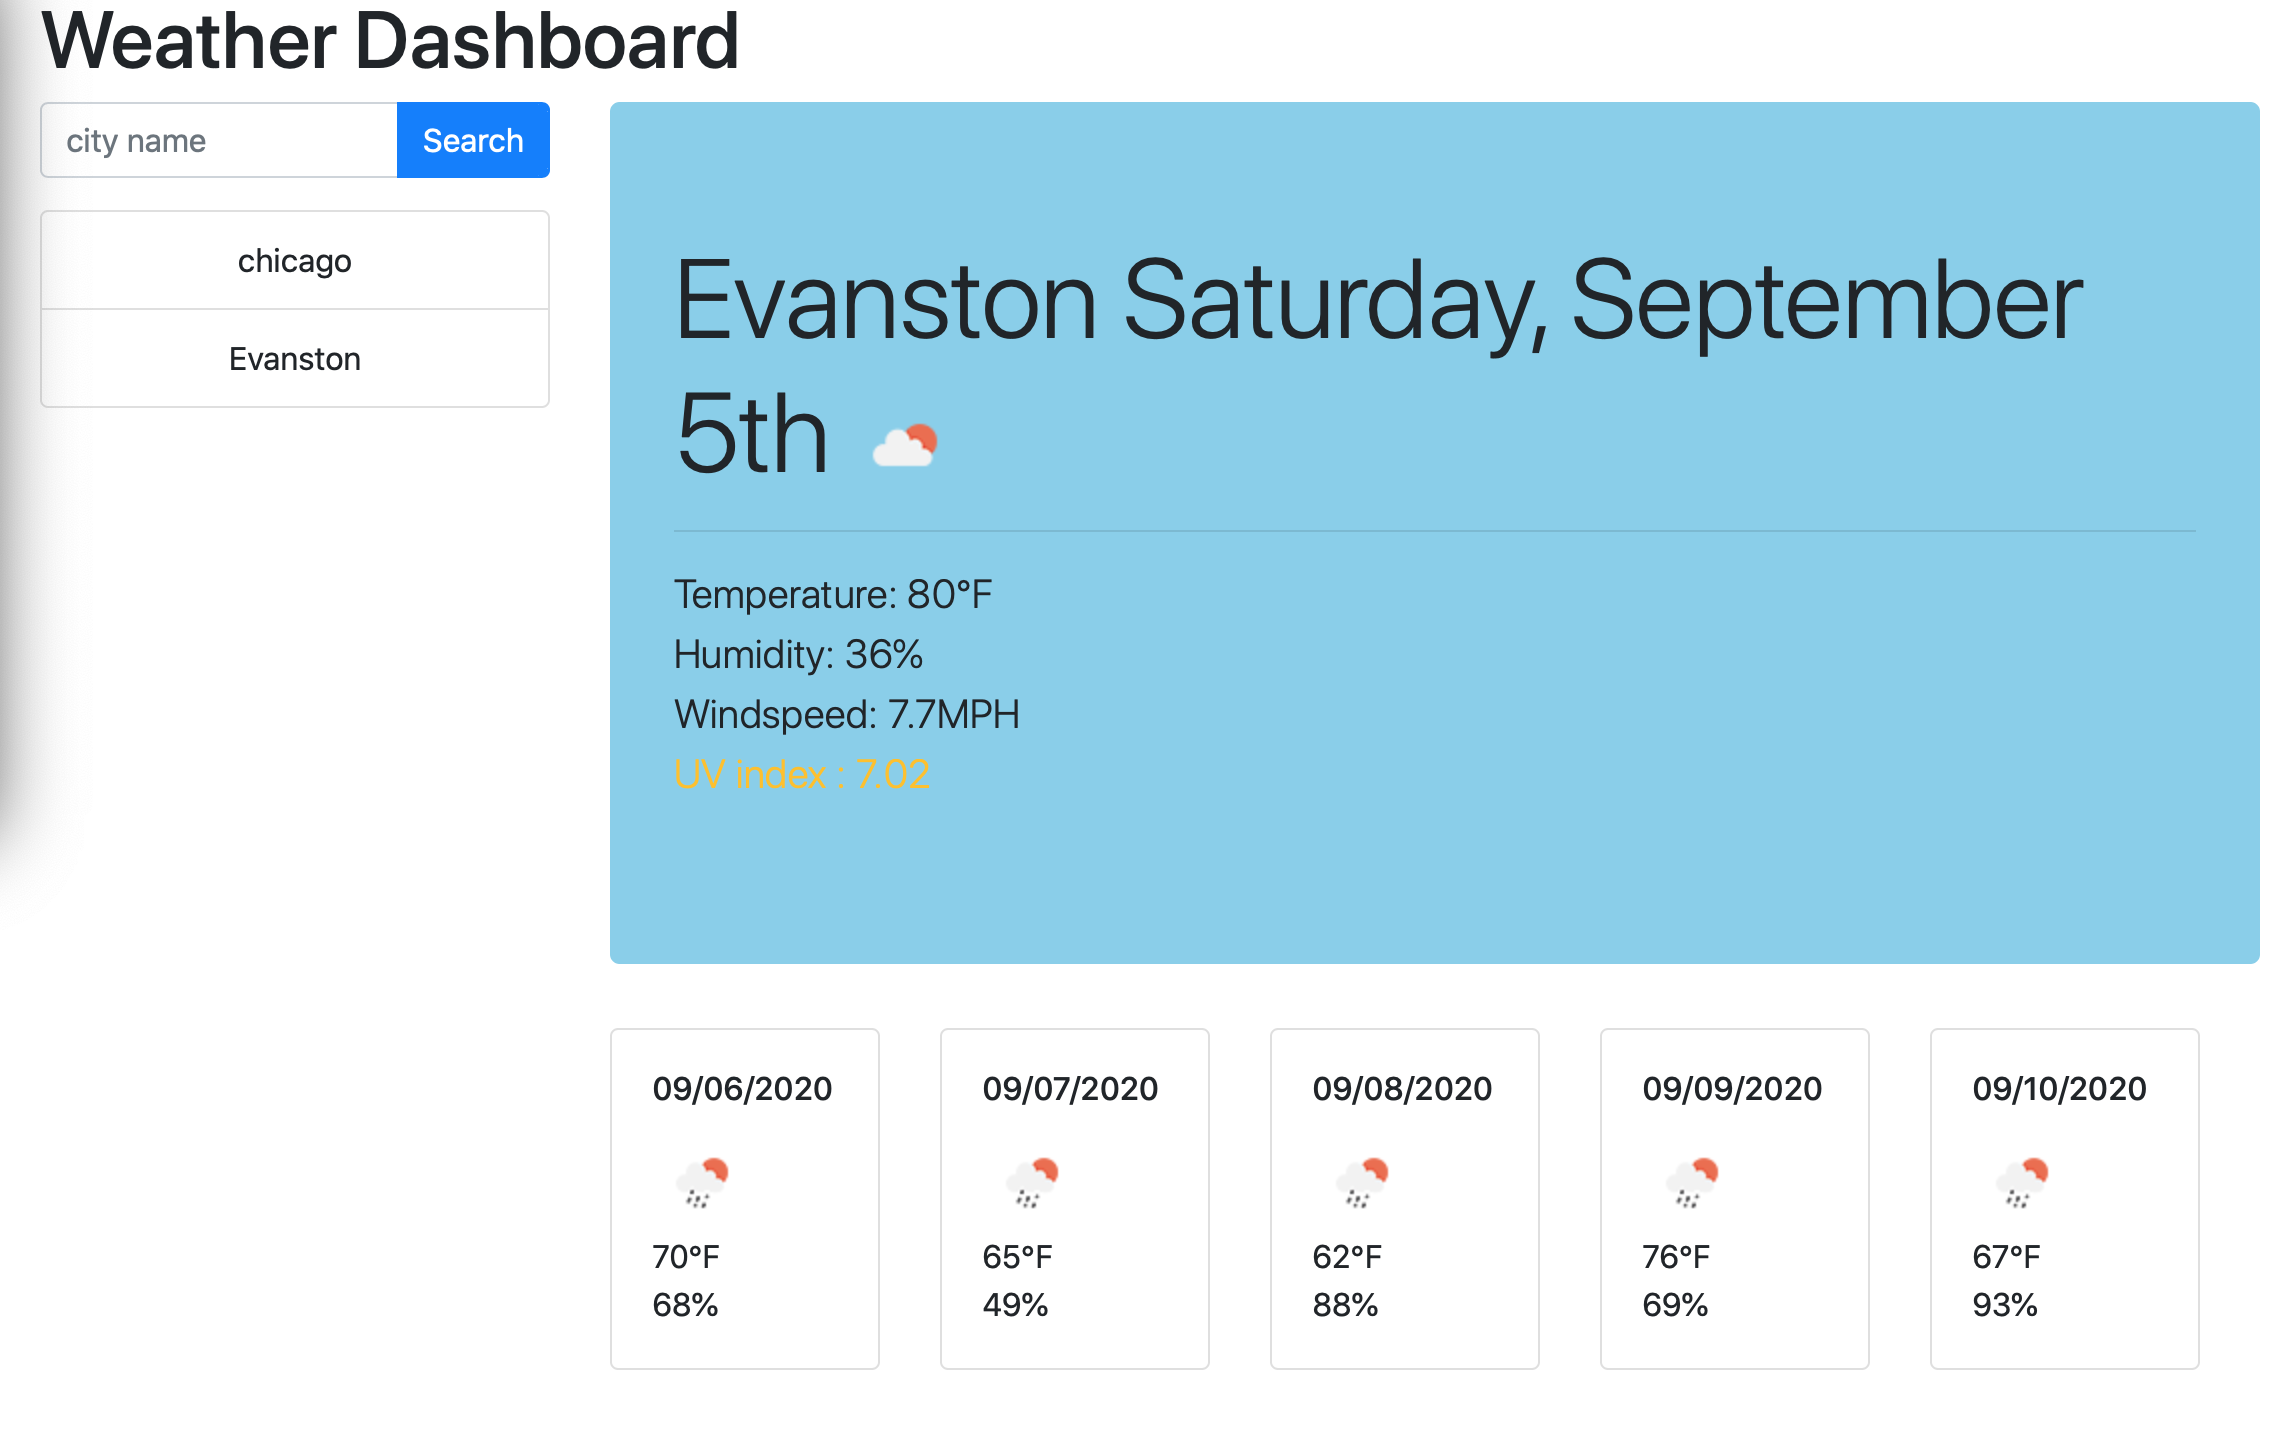 Weather Dashboard
city name
Search
chicago
Evanston
Evanston Saturday, September
5th
Temperature: 80°F
Humidity: 36%
Windspeed: 7.7MPH
UV index : 7.02
09/06/2020
70°F
68%
09/07/2020
65°F
49%
09/08/2020
62°F
88%
09/09/2020
76°F
69%
09/10/2020
67°F
93%